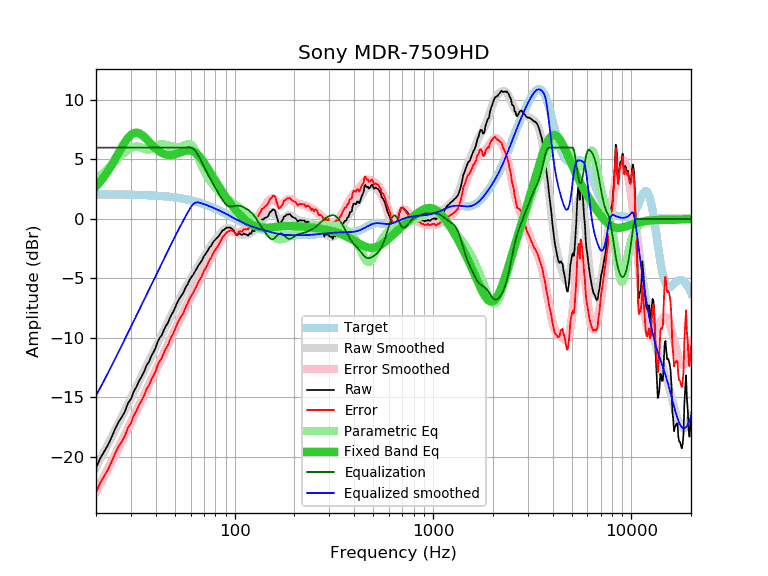 Sony MDR-7509HD
10
5
0
−5
−10
−15
−20
Amplitude (dBr)
Target
Raw Smoothed
Error Smoothed
Raw
Error
Parametric Eq
Fixed Band Eq
Equalization
Equalized smoothed
100
1000
10000
Frequency (Hz)